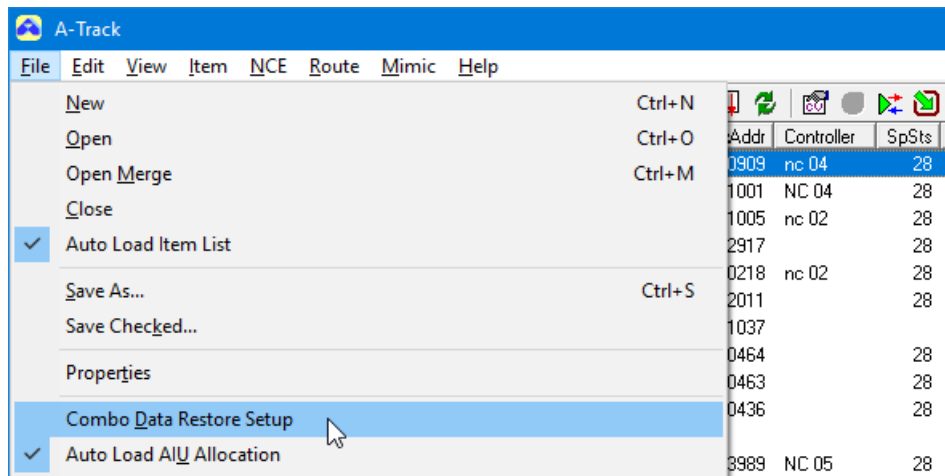 A-Track
File Edit View Item NCE Route Mimic Help
New Ctrl+N
Open Ctrl+O
Addr Controller SpSts
Open Merge Ctrl+M
0909 nc 04 28
Close
1001 NC 04 28
1005 nc 02 28
Auto Load Item List
2917 28
0218 nc 02 28
Save As... Ctrl+S
2011 28
Save Checked...
1037
0464 28
Properties
0463 28
Combo Data Restore Setup
0436 28
Auto Load AIU Allocation
3989 NC 05 28